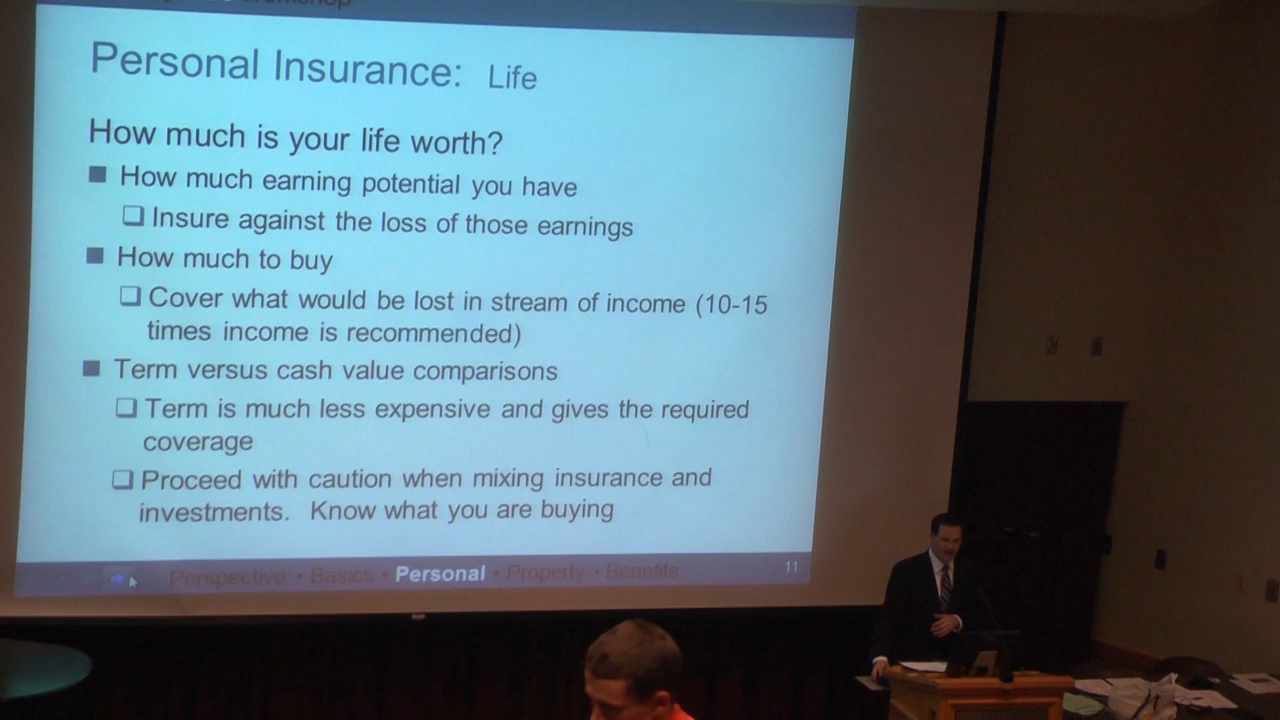 Workshop
Personal Insurance: Life
How much is your life worth?
How much earning potential you have
Insure against the loss of those earnings
How much to buy
Cover what would be lost in stream of income (10-15
times income is recommended)
Term versus cash value comparisons
Term is much less expensive and gives the required
coverage
Proceed with caution when mixing insurance and
investments. Know what you are buying
Perspective • Basics • Personal • Property • Benefits
11